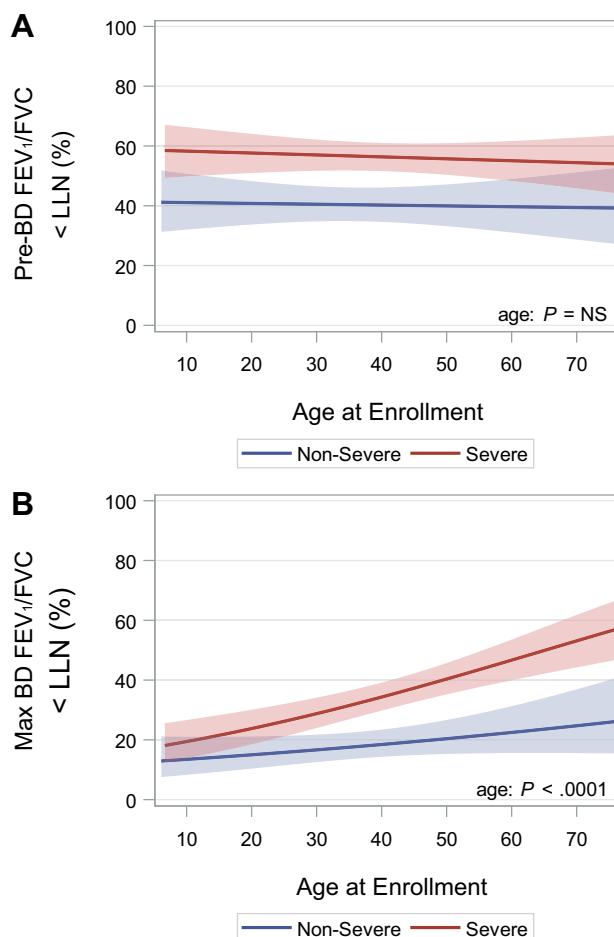 A
Pre-BD FEV₁/FVC
< LLN (%)
100
80
60
40
20
0
age: P = NS
10 20 30 40 50 60 70
Age at Enrollment
Non-Severe Severe
B
Max BD FEV₁/FVC
< LLN (%)
100
80
60
40
20
0
age: P < .0001
10 20 30 40 50 60 70
Age at Enrollment
Non-Severe Severe